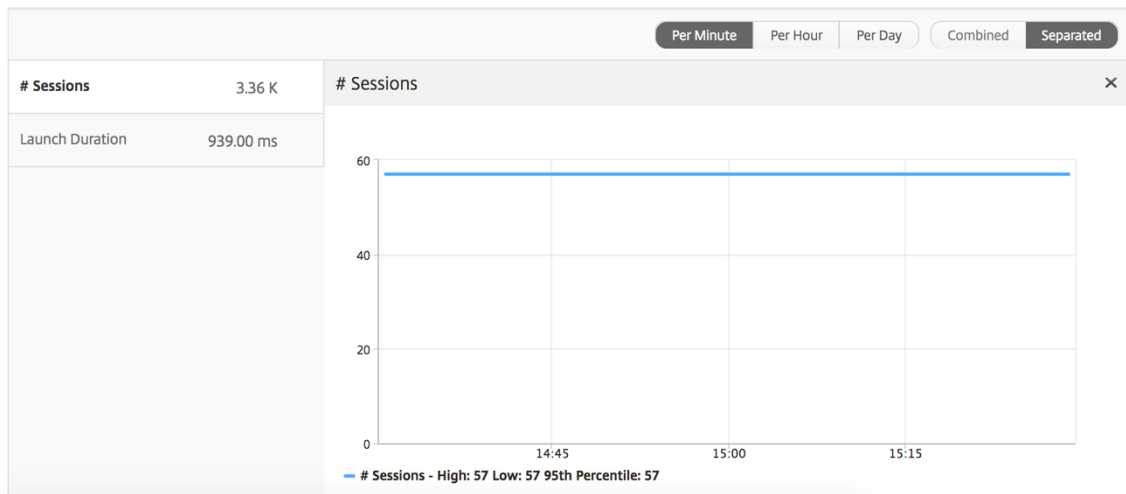 Per Minute Per Hour Per Day Combined Separated
# Sessions 3.36 K
Launch Duration 939.00 ms
# Sessions
60
40
20
0
14:45 15:00 15:15
# Sessions - High: 57 Low: 57 95th Percentile: 57